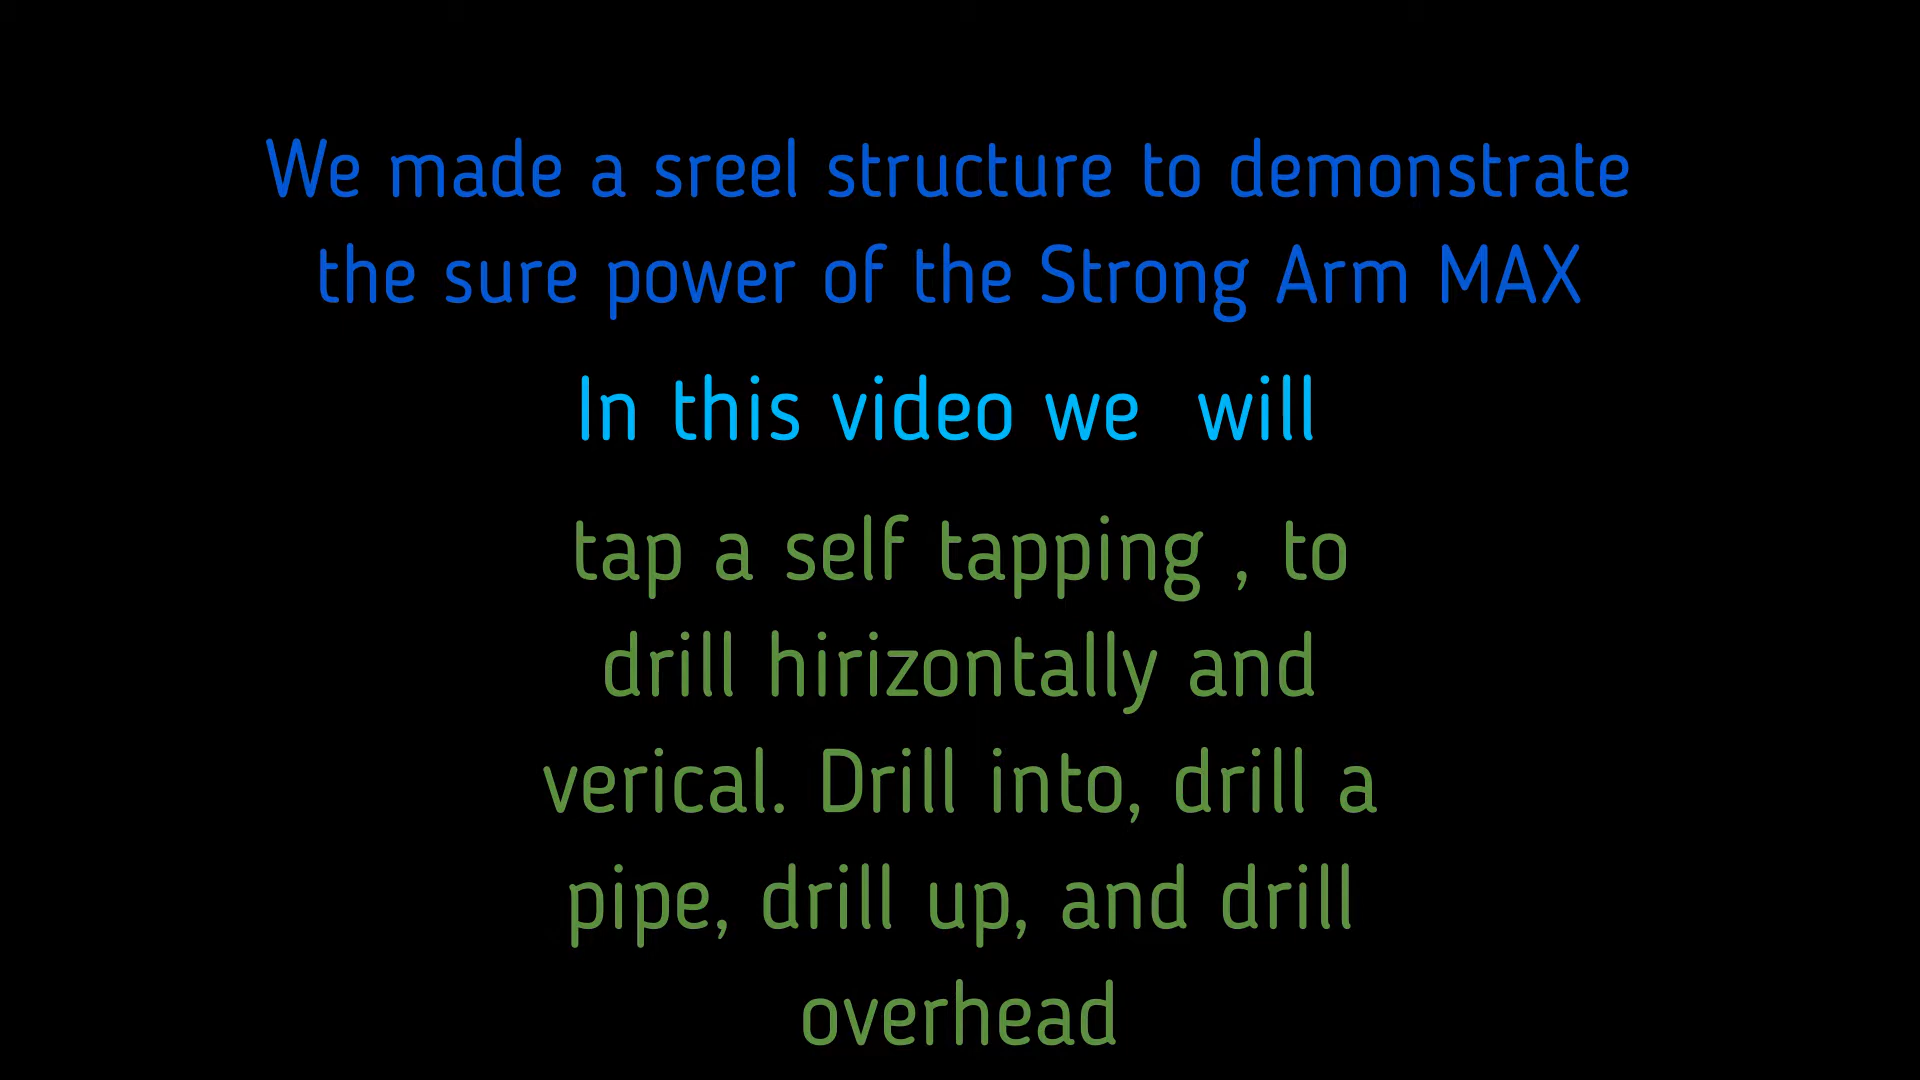 We made a sreel structure to demonstrate
the sure power of the Strong Arm MAX
In this video we  will
tap a self tapping , to
drill hirizontally and
verical. Drill into, drill a
pipe, drill up, and drill
overhead